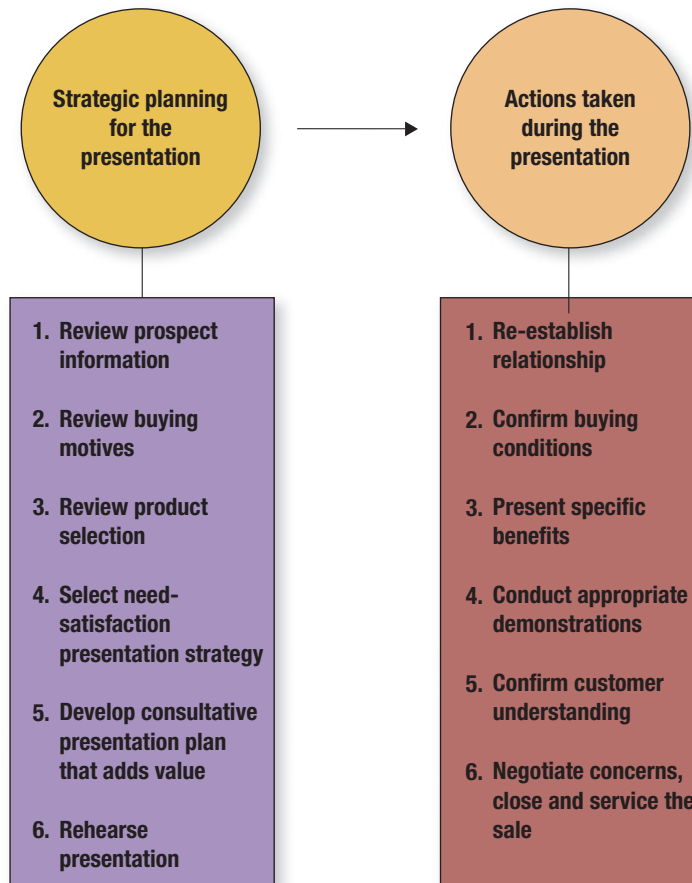 Strategic planning
for the
presentation
Actions taken
during the
presentation
1. Review prospect
information
2. Review buying
motives
3. Review product
selection
4. Select need-
satisfaction
presentation strategy
5. Develop consultative
presentation plan
that adds value
6. Rehearse
presentation
1. Re-establish
relationship
2. Confirm buying
conditions
3. Present specific
benefits
4. Conduct appropriate
demonstrations
5. Confirm customer
understanding
6. Negotiate concerns,
close and service the
sale